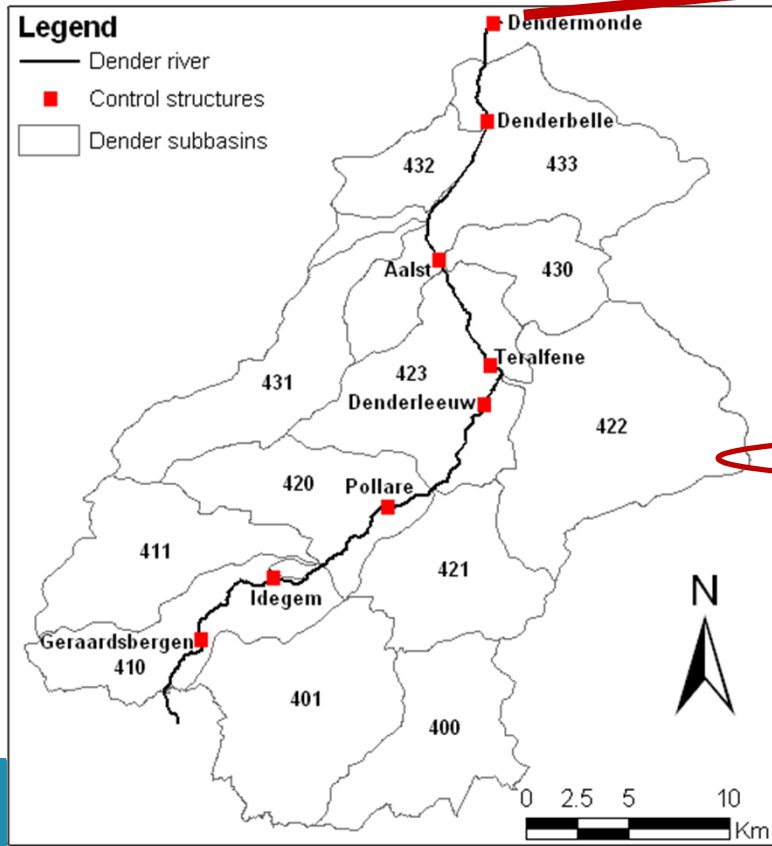 Legend
Dender river
Control structures
Dender subbasins
Dendermonde
Denderbelle
432
433
Aalst
430
Teralfene
423
431
Denderleeuw
422
420
Pollare
411
421
Idegem
N
Geraardsbergen
410
401
400
0 2.5 5 10
Km